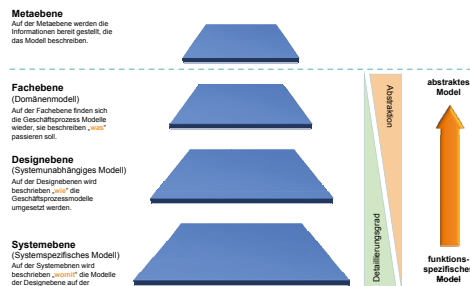 Metaebene
Auf der Metaebene werden die
Informationen bereit gestellt, die
das Modell beschreiben.
Fachebene
(Domänenmodell)
Auf der Fachebene finden sich
die Geschäftsprozess Modelle
wieder, sie beschreiben „was“
passieren soll.
Designebene
(Systemunabhängiges Modell)
Auf der Designebenen wird
beschrieben „wie“ die
Geschäftsprozessmodelle
umgesetzt werden.
Systemebene
(Systemspezifisches Modell)
Auf der Systemebnen wird
beschrieben „womit“ die Modelle
der Designebene auf der
Detaillierungsgrad
Abstraktion
abstraktes
Model
funktions-
spezifisches
Model